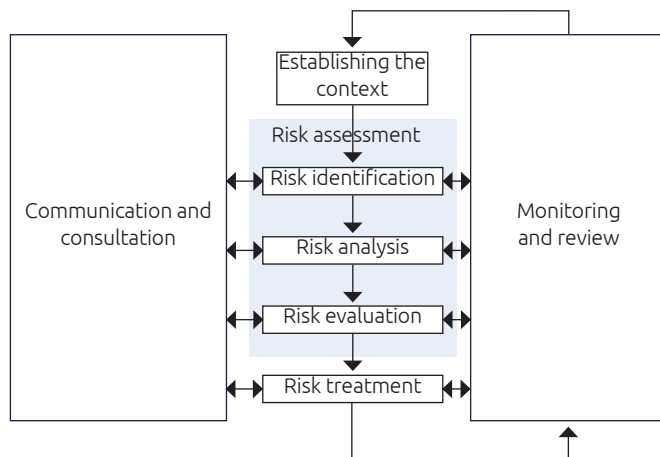 Establishing the
context
Risk assessment
Risk identification
Communication and
consultation
Monitoring
and review
Risk analysis
Risk evaluation
Risk treatment